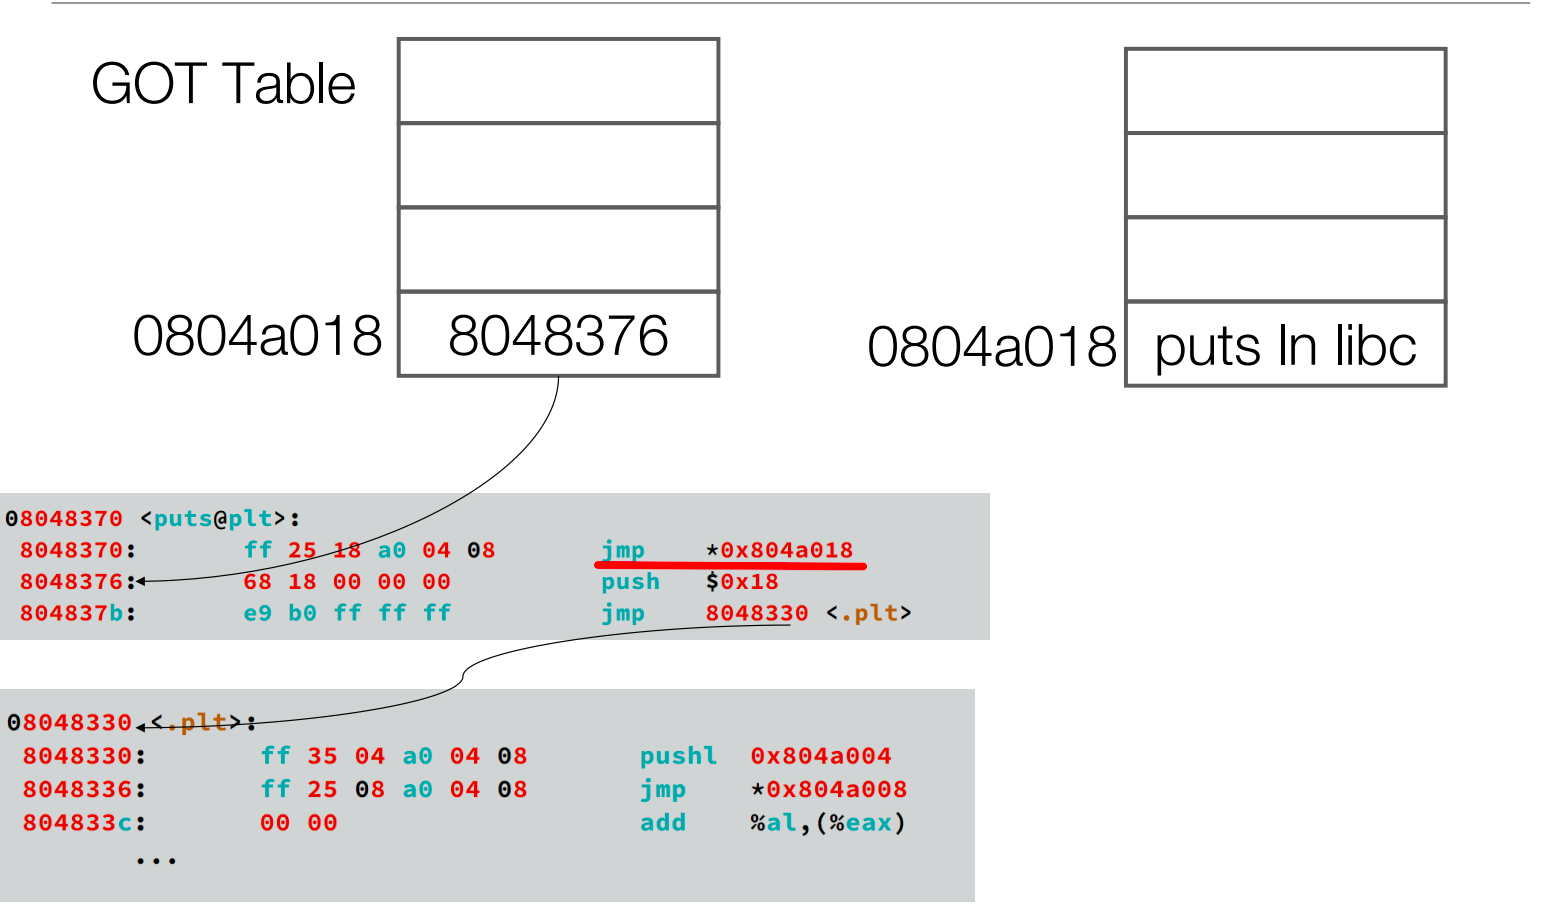 GOT Table
0804a018 8048376
0804a018 puts In libc
08048370 <puts@plt>:
8048370: ff 25 18 a0 04 08 jmp *0x804a018
8048376: 68 18 00 00 00 push $0x18
804837b: e9 b0 ff ff ff jmp 8048330 <.plt>
08048330 <.plt>:
8048330: ff 35 04 a0 04 08 pushl 0x804a004
8048336: ff 25 08 a0 04 08 jmp *0x804a008
804833c: 00 00 add %al,(%eax)
...